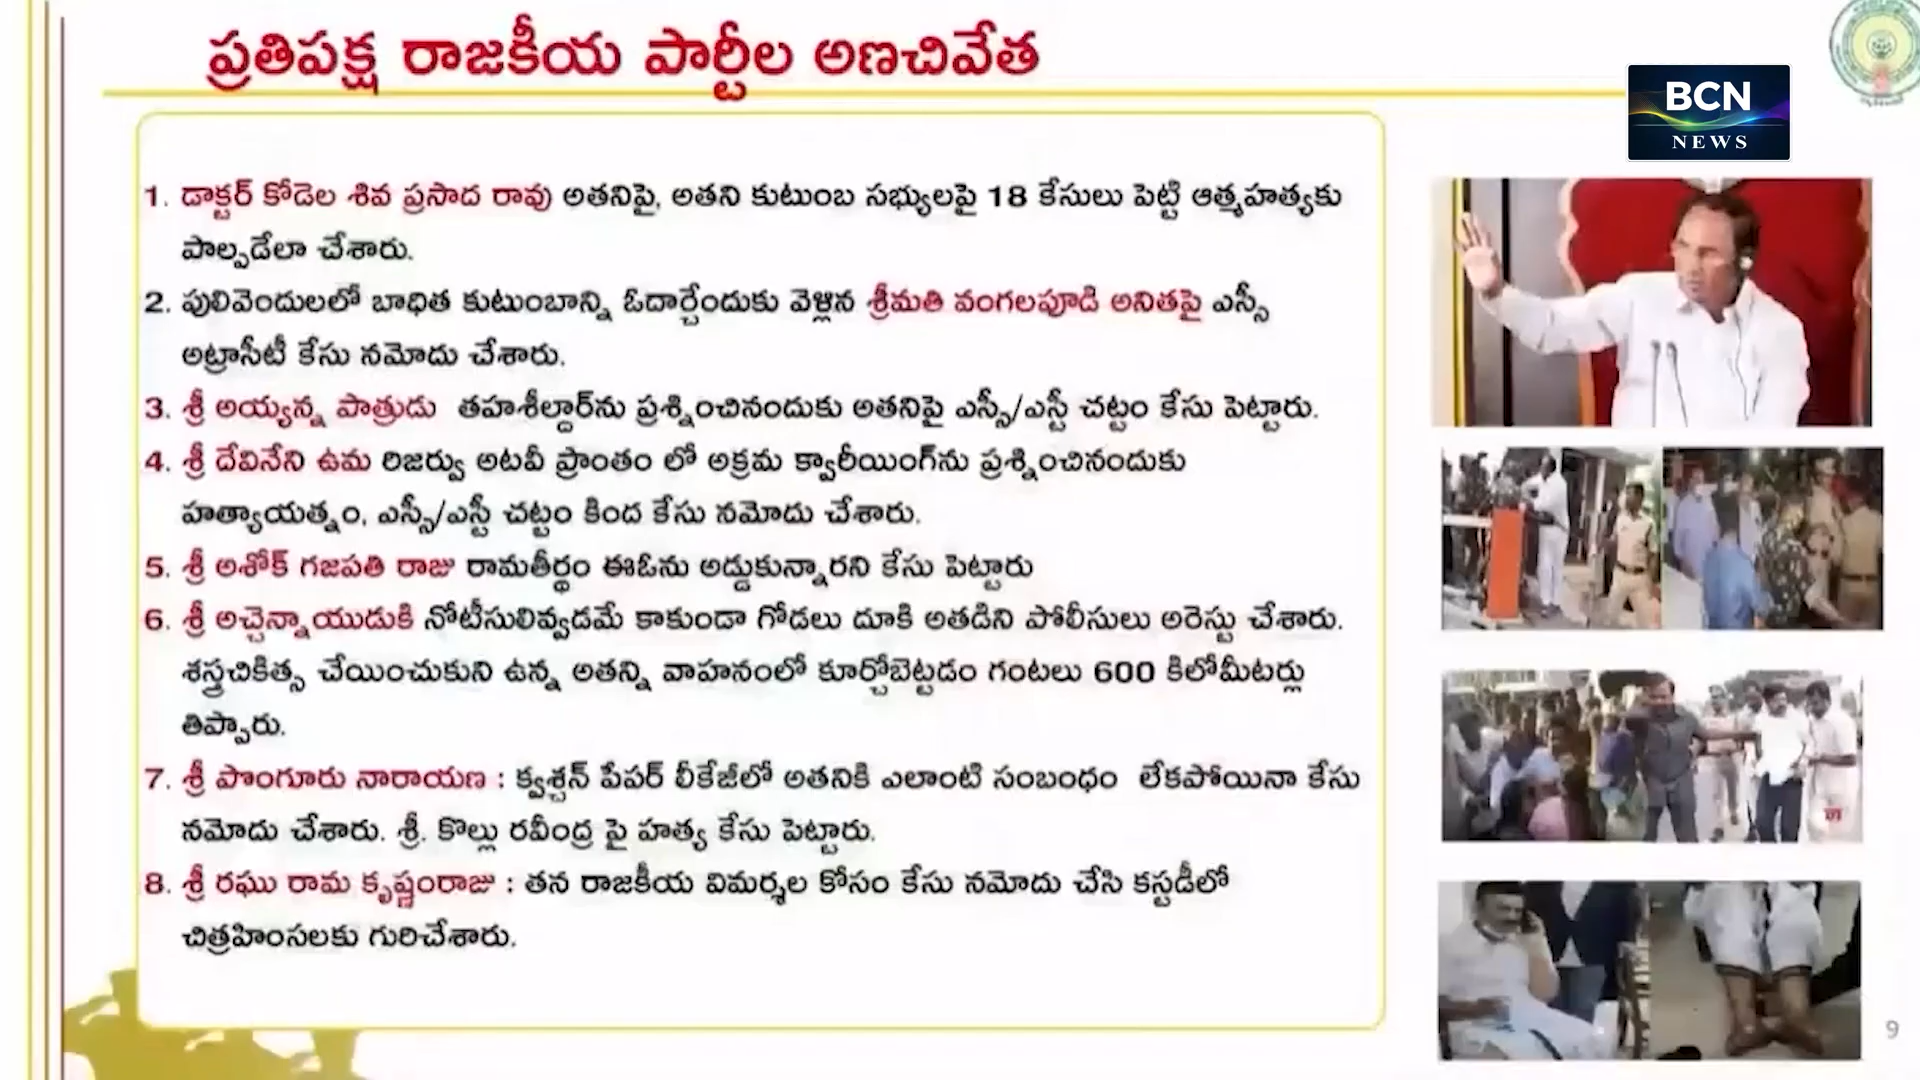 ప్రతిపక్ష రాజకీయ పార్టీల అణచివేత
BCN
NEWS
1. డాక్టర్ కోడెల శివ ప్రసాద రావు అతనిపై, అతని కుటుంబ సభ్యులపై 18 కేసులు పెట్టి ఆత్మహత్యకు
పాల్పడేలా చేశారు.
2. పులివెందులలో బాధిత కుటుంబాన్ని ఓదార్చేందుకు వెళ్లిన శ్రీమతి వంగలపూడి అనితపై ఎస్సీ
అట్రాసిటీ కేసు నమోదు చేశారు.
3. శ్రీ అయ్యన్న పాత్రుడు తహశీల్దార్‌ను ప్రశ్నించినందుకు అతనిపై ఎస్సీ/ఎస్టీ చట్టం కేసు పెట్టారు.
4. శ్రీ దేవినేని ఉమ రిజర్వు అటవీ ప్రాంతం లో అక్రమ క్వారీయింగ్‌ను ప్రశ్నించినందుకు
హత్యాయత్నం, ఎస్సీ/ఎస్టీ చట్టం కింద కేసు నమోదు చేశారు.
5. శ్రీ అశోక్ గజపతి రాజు రామతీర్థం ఈఓను అడ్డుకున్నారని కేసు పెట్టారు
6. శ్రీ అచ్చెన్నాయుడుకి నోటీసులివ్వడమే కాకుండా గోడలు దూకి అతడిని పోలీసులు అరెస్టు చేశారు.
శస్త్రచికిత్స చేయించుకుని ఉన్న అతన్ని వాహనంలో కూర్చోబెట్టడం గంటలు 600 కిలోమీటర్లు
తిప్పారు.
7. శ్రీ పొంగూరు నారాయణ : క్వశ్చన్ పేపర్ లీకేజీలో అతనికి ఎలాంటి సంబంధం లేకపోయినా కేసు
నమోదు చేశారు. శ్రీ. కొల్లు రవీంద్ర పై హత్య కేసు పెట్టారు.
8. శ్రీ రఘు రామ కృష్ణంరాజు : తన రాజకీయ విమర్శల కోసం కేసు నమోదు చేసి కస్టడీలో
చిత్రహింసలకు గురిచేశారు.
9